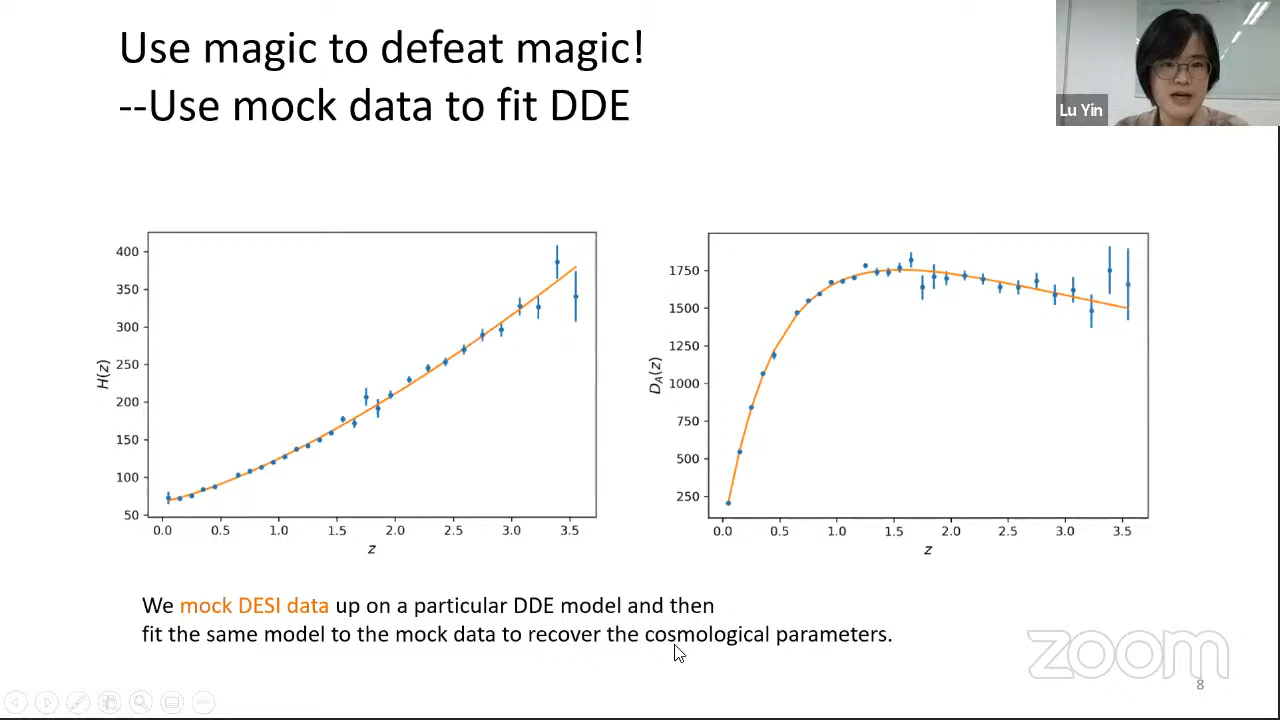 Use magic to defeat magic!
--Use mock data to fit DDE
Lu Yin
400
350
300
250
200
150
100
50
H(z)
0.0 0.5 1.0 1.5 2.0 2.5 3.0 3.5
z
1750
1500
1250
1000
750
500
250
D_A(z)
0.0 0.5 1.0 1.5 2.0 2.5 3.0 3.5
z
We mock DESI data up on a particular DDE model and then
fit the same model to the mock data to recover the cosmological parameters.
zoom
8